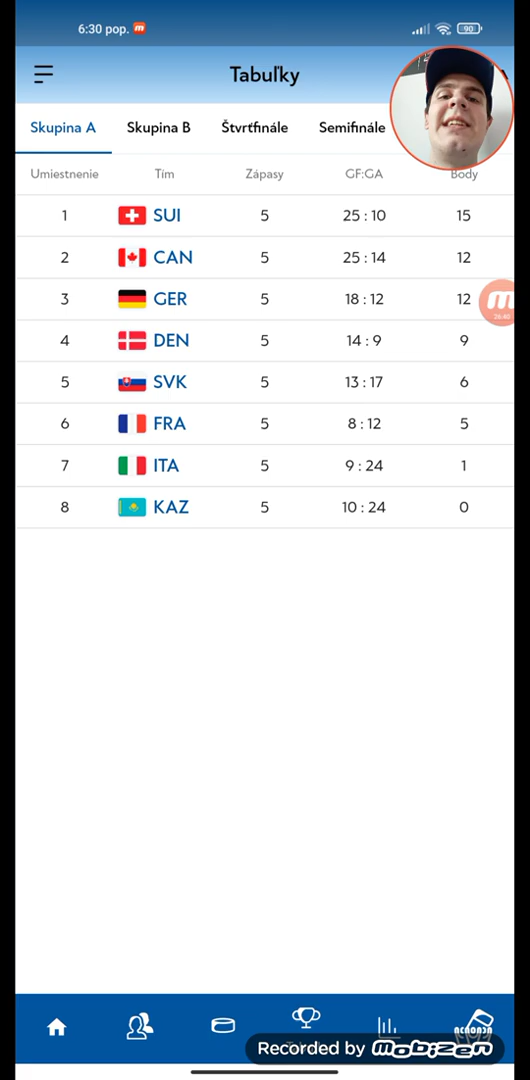 6:30 pop.
90
Tabuľky
Skupina A Skupina B Štvrťfinále Semifinále
Umiestnenie Tím Zápasy GF:GA Body
1 SUI 5 25 : 10 15
2 CAN 5 25 : 14 12
3 GER 5 18 : 12 12
4 DEN 5 14 : 9 9
5 SVK 5 13 : 17 6
6 FRA 5 8 : 12 5
7 ITA 5 9 : 24 1
8 KAZ 5 10 : 24 0
Recorded by mobizen